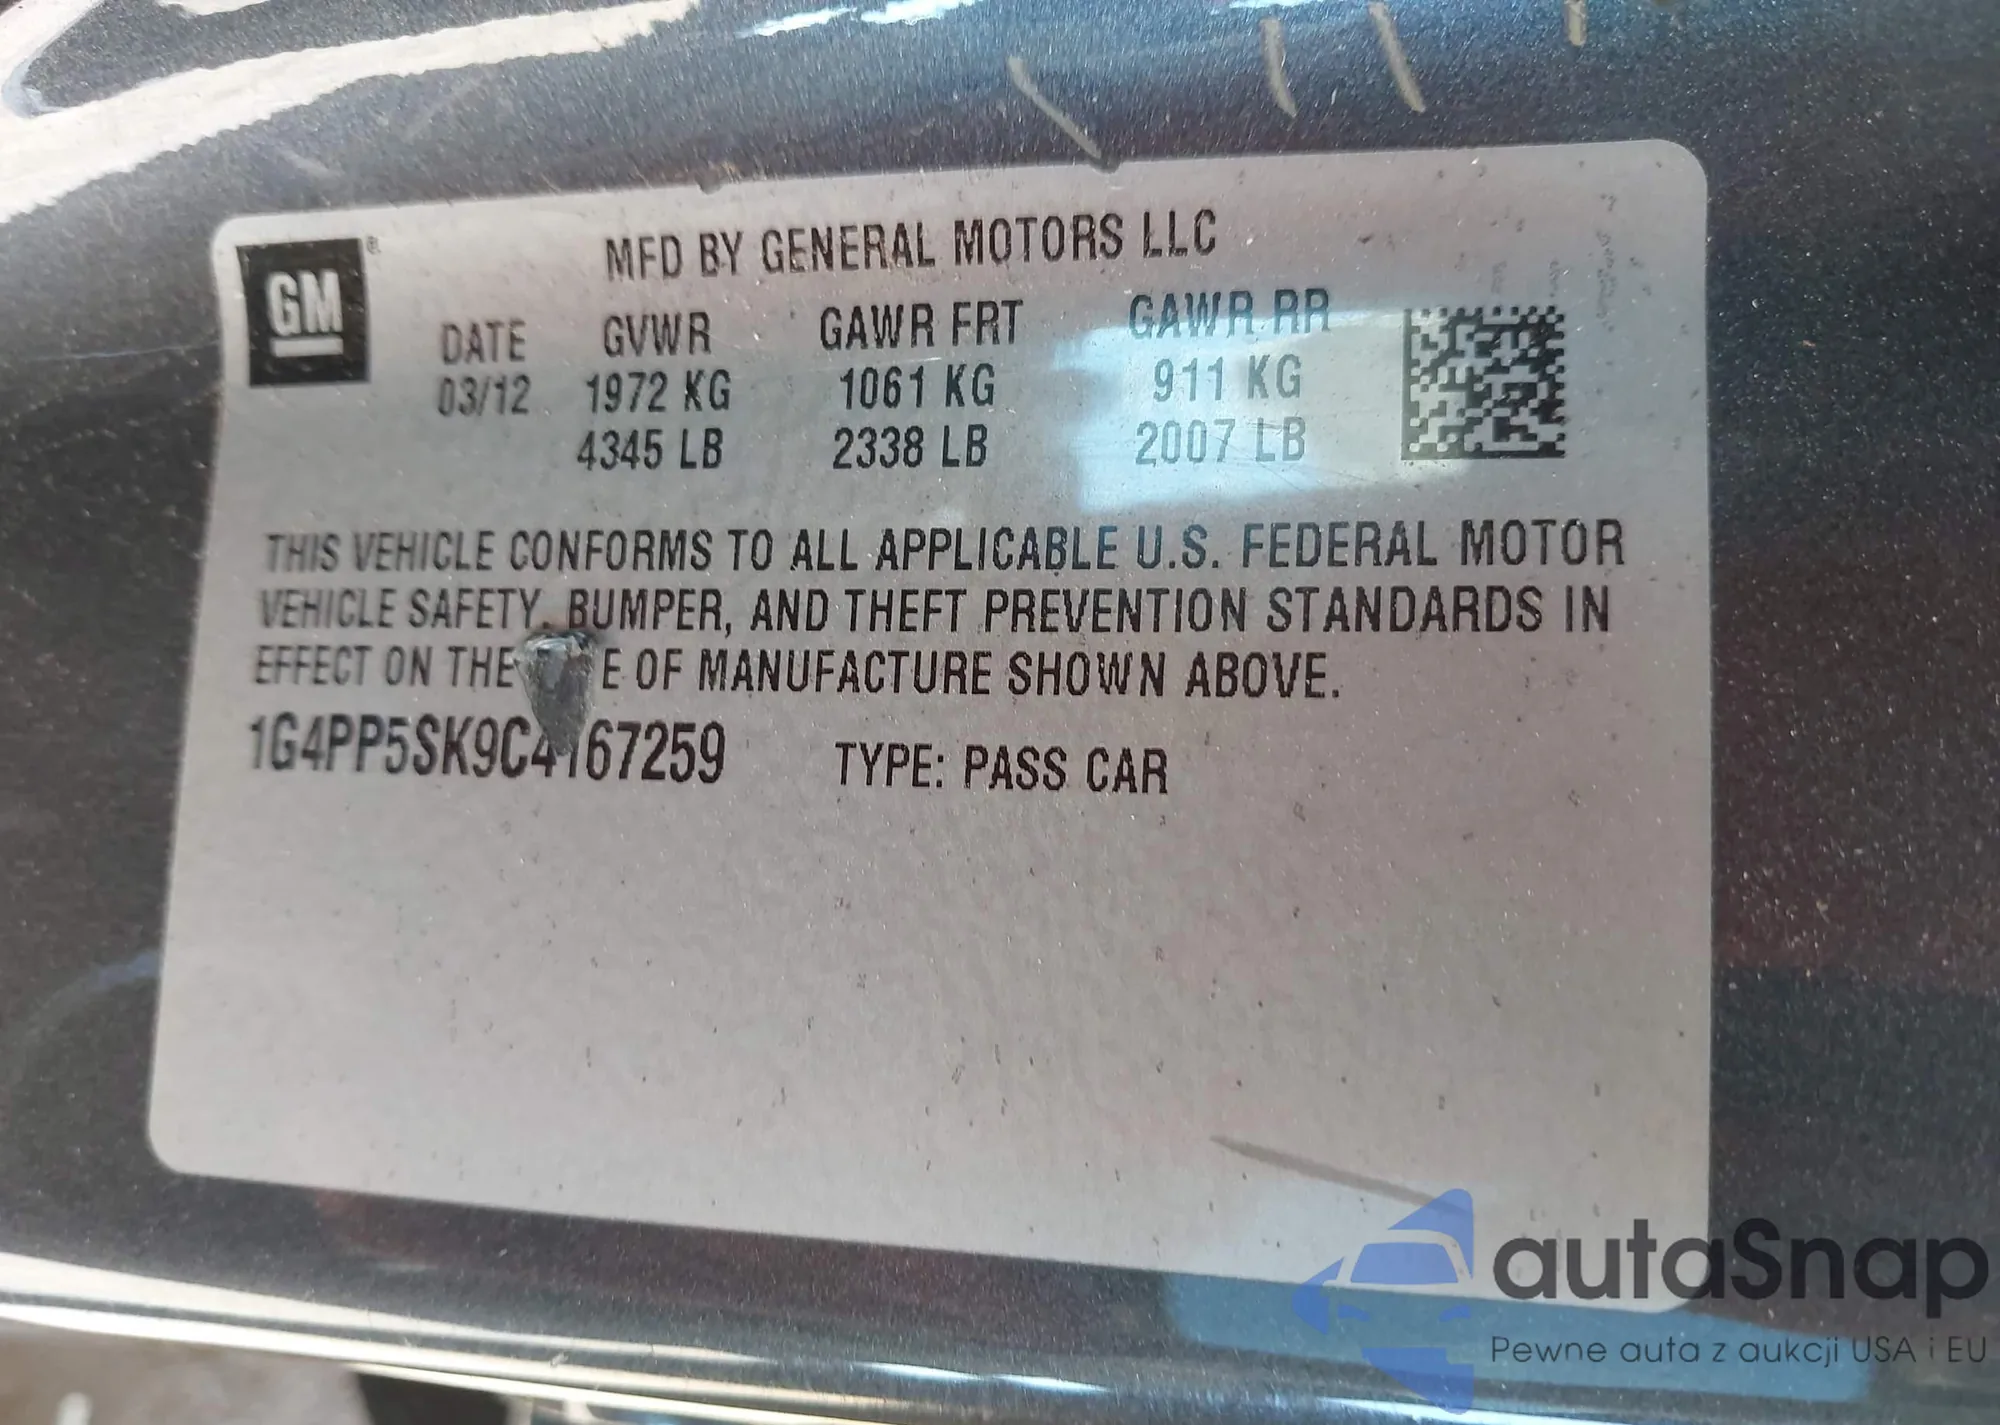 GM ®
MFD BY GENERAL MOTORS LLC
DATE GVWR GAWR FRT GAWR RR
03/12 1972 KG 1061 KG 911 KG
4345 LB 2338 LB 2007 LB
THIS VEHICLE CONFORMS TO ALL APPLICABLE U.S. FEDERAL MOTOR
VEHICLE SAFETY, BUMPER, AND THEFT PREVENTION STANDARDS IN
EFFECT ON THE E OF MANUFACTURE SHOWN ABOVE.
1G4PP5SK9C4167259 TYPE: PASS CAR
autaSnap
Pewne auta z aukcji USA i EU